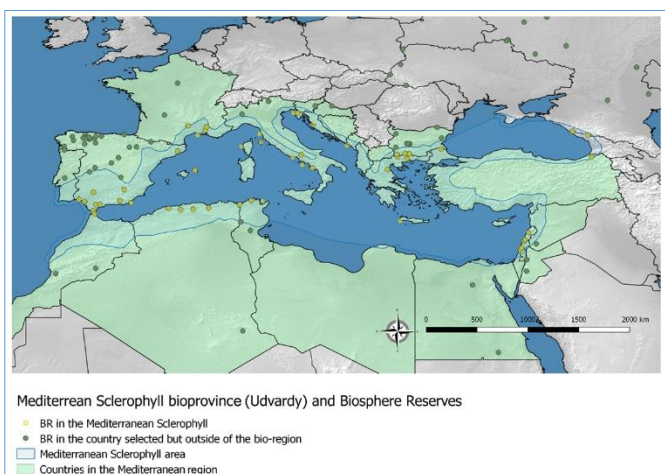 0 500 1000 1500 2000 km
Mediterrean Sclerophyll bioprovince (Udvardy) and Biosphere Reserves
BR in the Mediterranean Sclerophyll
BR in the country selected but outside of the bio-region
Mediterranean Sclerophyll area
Countries in the Mediterranean region